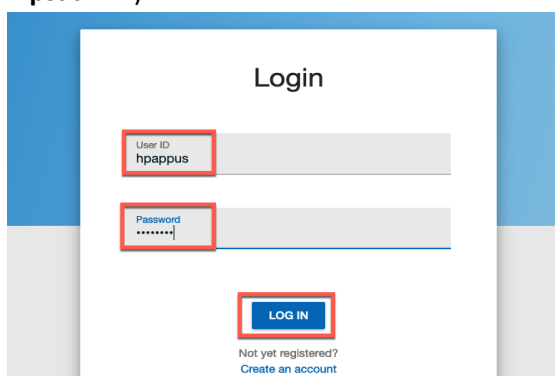 Login
User ID
hpappus
Password
••••••••
LOG IN
Not yet registered?
Create an account